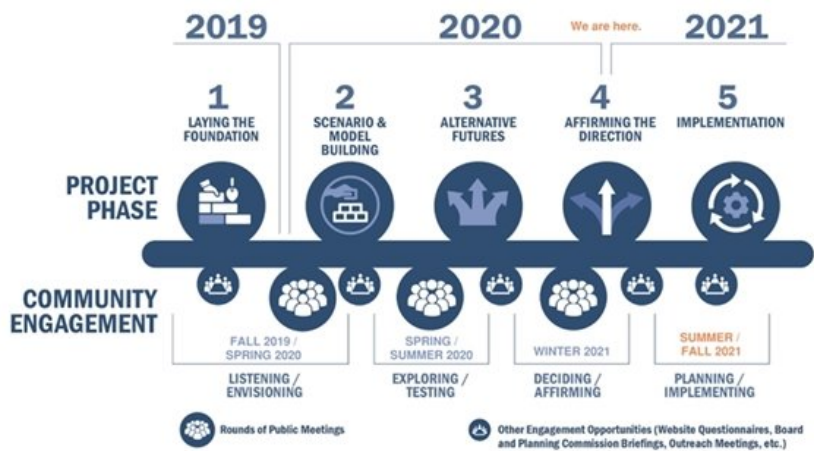 2019
2020
We are here.
2021
1
LAYING THE
FOUNDATION
2
SCENARIO &
MODEL
BUILDING
3
ALTERNATIVE
FUTURES
4
AFFIRMING THE
DIRECTION
5
IMPLEMENTIATION
PROJECT
PHASE
COMMUNITY
ENGAGEMENT
FALL 2019 /
SPRING 2020
LISTENING /
ENVISIONING
SPRING /
SUMMER 2020
EXPLORING /
TESTING
WINTER 2021
DECIDING /
AFFIRMING
SUMMER /
FALL 2021
PLANNING /
IMPLEMENTING
Rounds of Public Meetings
Other Engagement Opportunities (Website Questionnaires, Board
and Planning Commission Briefings, Outreach Meetings, etc.)